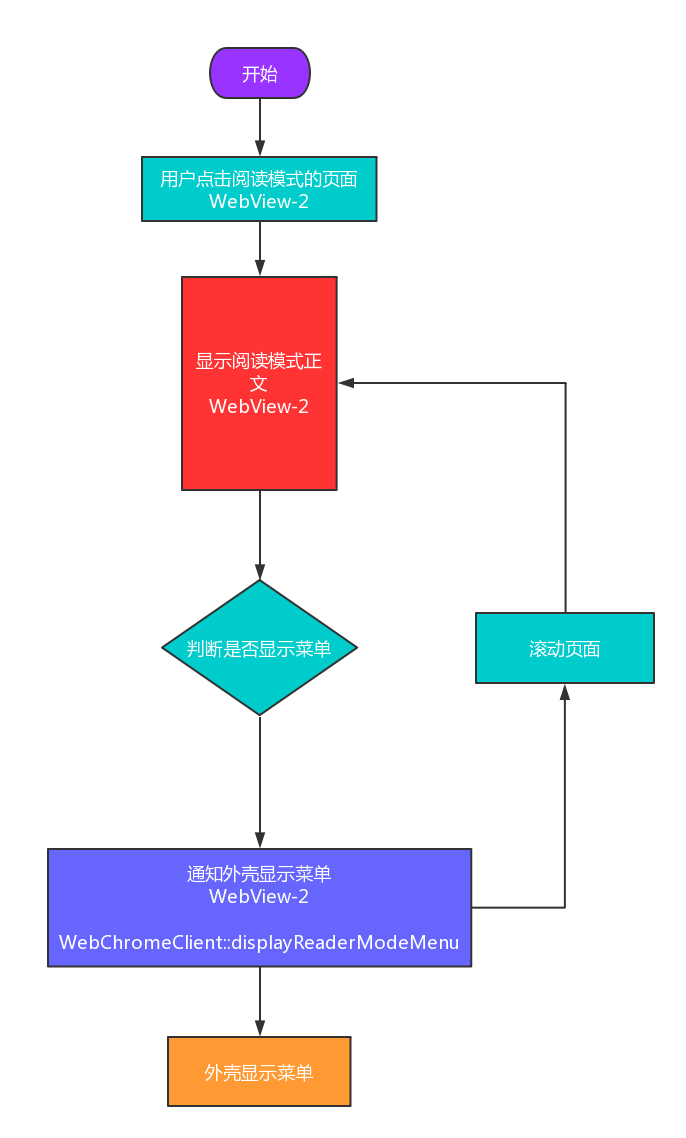 开始
用户点击阅读模式的页面
WebView-2
显示阅读模式正
文
WebView-2
判断是否显示菜单
滚动页面
通知外壳显示菜单
WebView-2
WebChromeClient::displayReaderModeMenu
外壳显示菜单